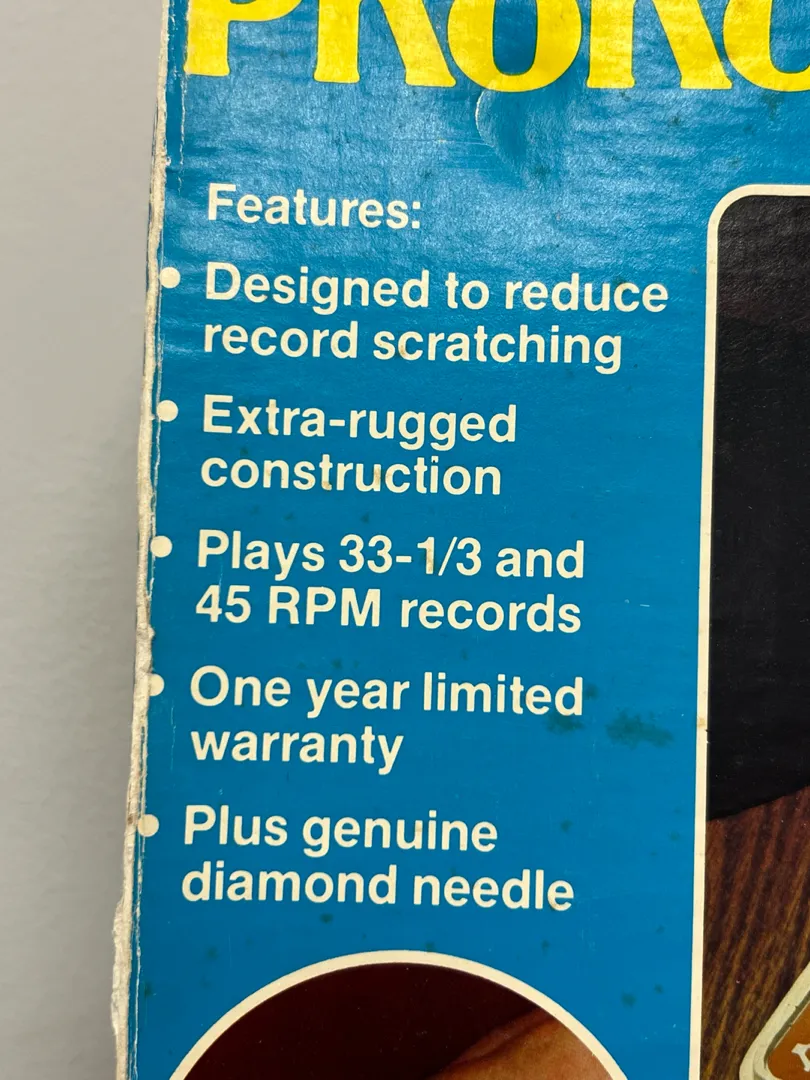 Features:
• Designed to reduce
record scratching
• Extra-rugged
construction
• Plays 33-1/3 and
45 RPM records
• One year limited
warranty
• Plus genuine
diamond needle